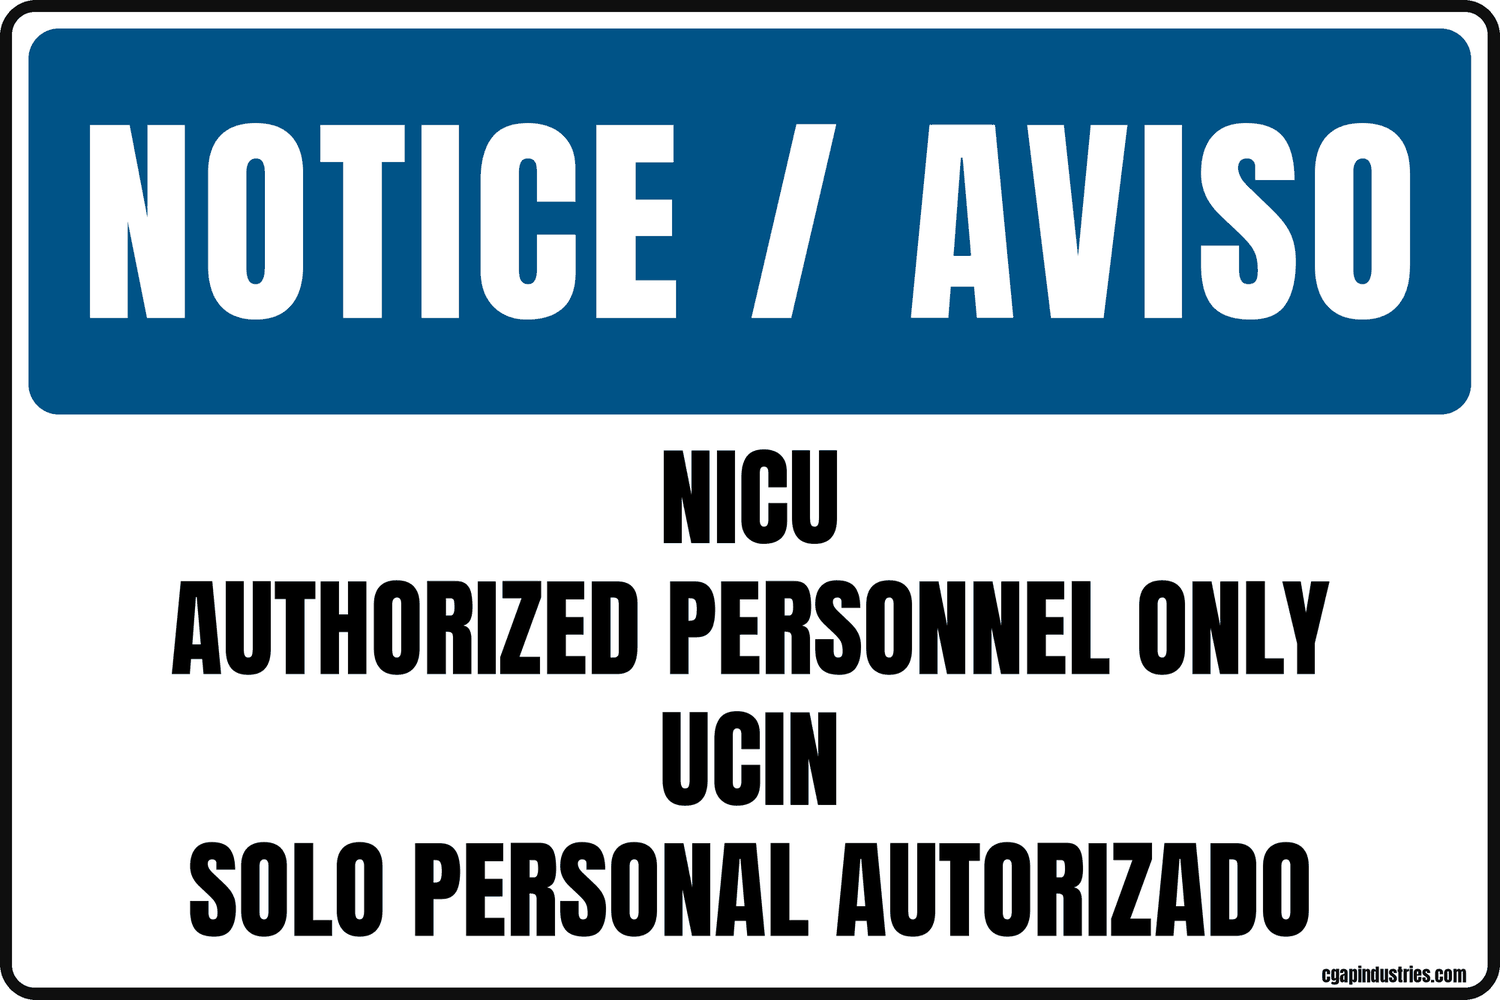 NOTICE / AVISO
NICU
AUTHORIZED PERSONNEL ONLY
UCIN
SOLO PERSONAL AUTORIZADO
cgapindustries.com